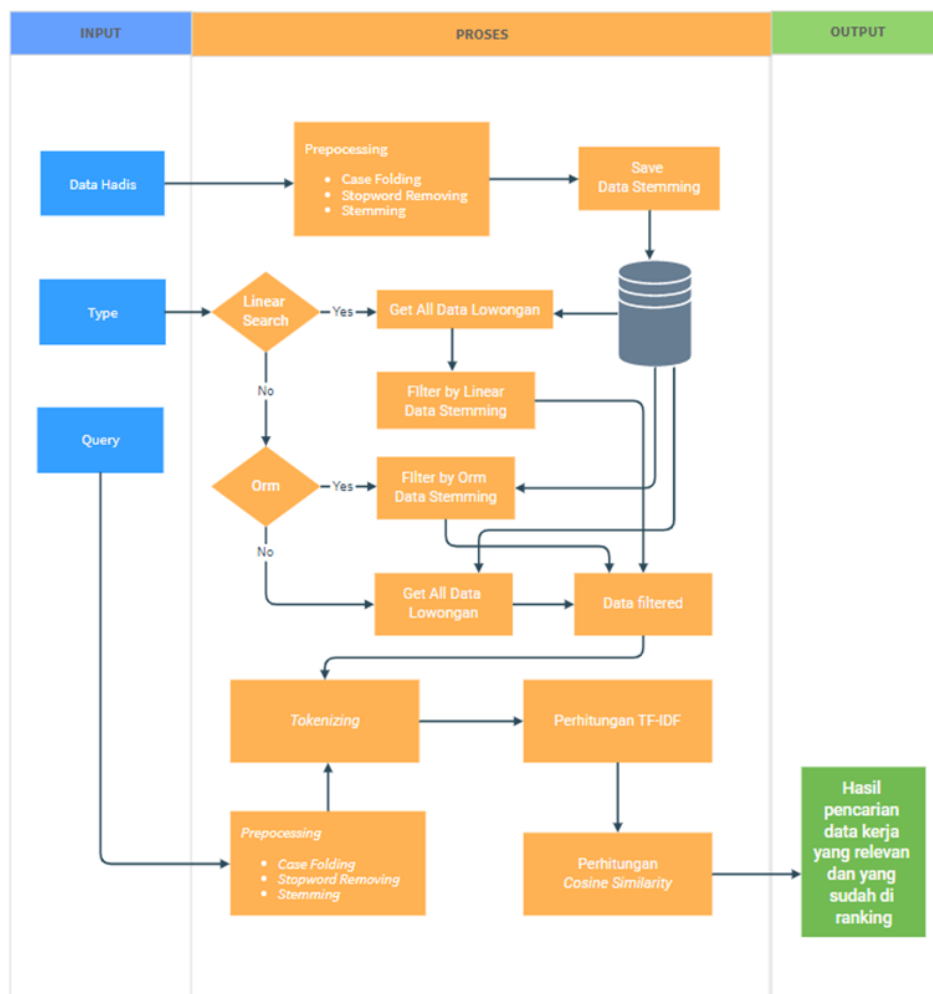 INPUT
PROSES
OUTPUT
Data Hadis
Prepocessing
• Case Folding
• Stopword Removing
• Stemming
Save
Data Stemming
Type
Linear
Search
Yes
Get All Data Lowongan
No
FIlter by Linear
Data Stemming
Query
Orm
Yes
FIlter by Orm
Data Stemming
No
Get All Data
Lowongan
Data filtered
Tokenizing
Perhitungan TF-IDF
Prepocessing
• Case Folding
• Stopword Removing
• Stemming
Perhitungan
Cosine Similarity
Hasil
pencarian
data kerja
yang relevan
dan yang
sudah di
ranking